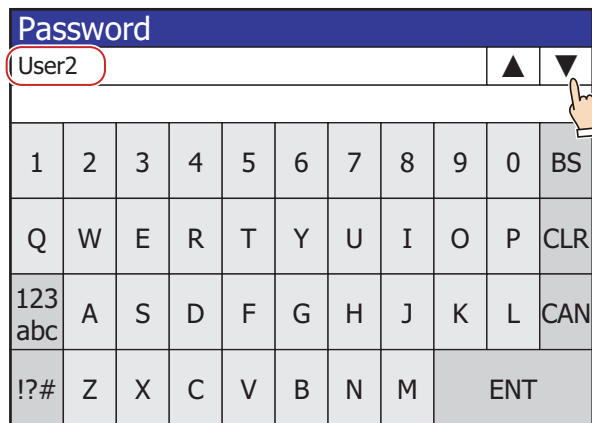 Password
User2 ▲ ▼
1 2 3 4 5 6 7 8 9 0 BS
Q W E R T Y U I O P CLR
123
abc A S D F G H J K L CAN
!?# Z X C V B N M ENT